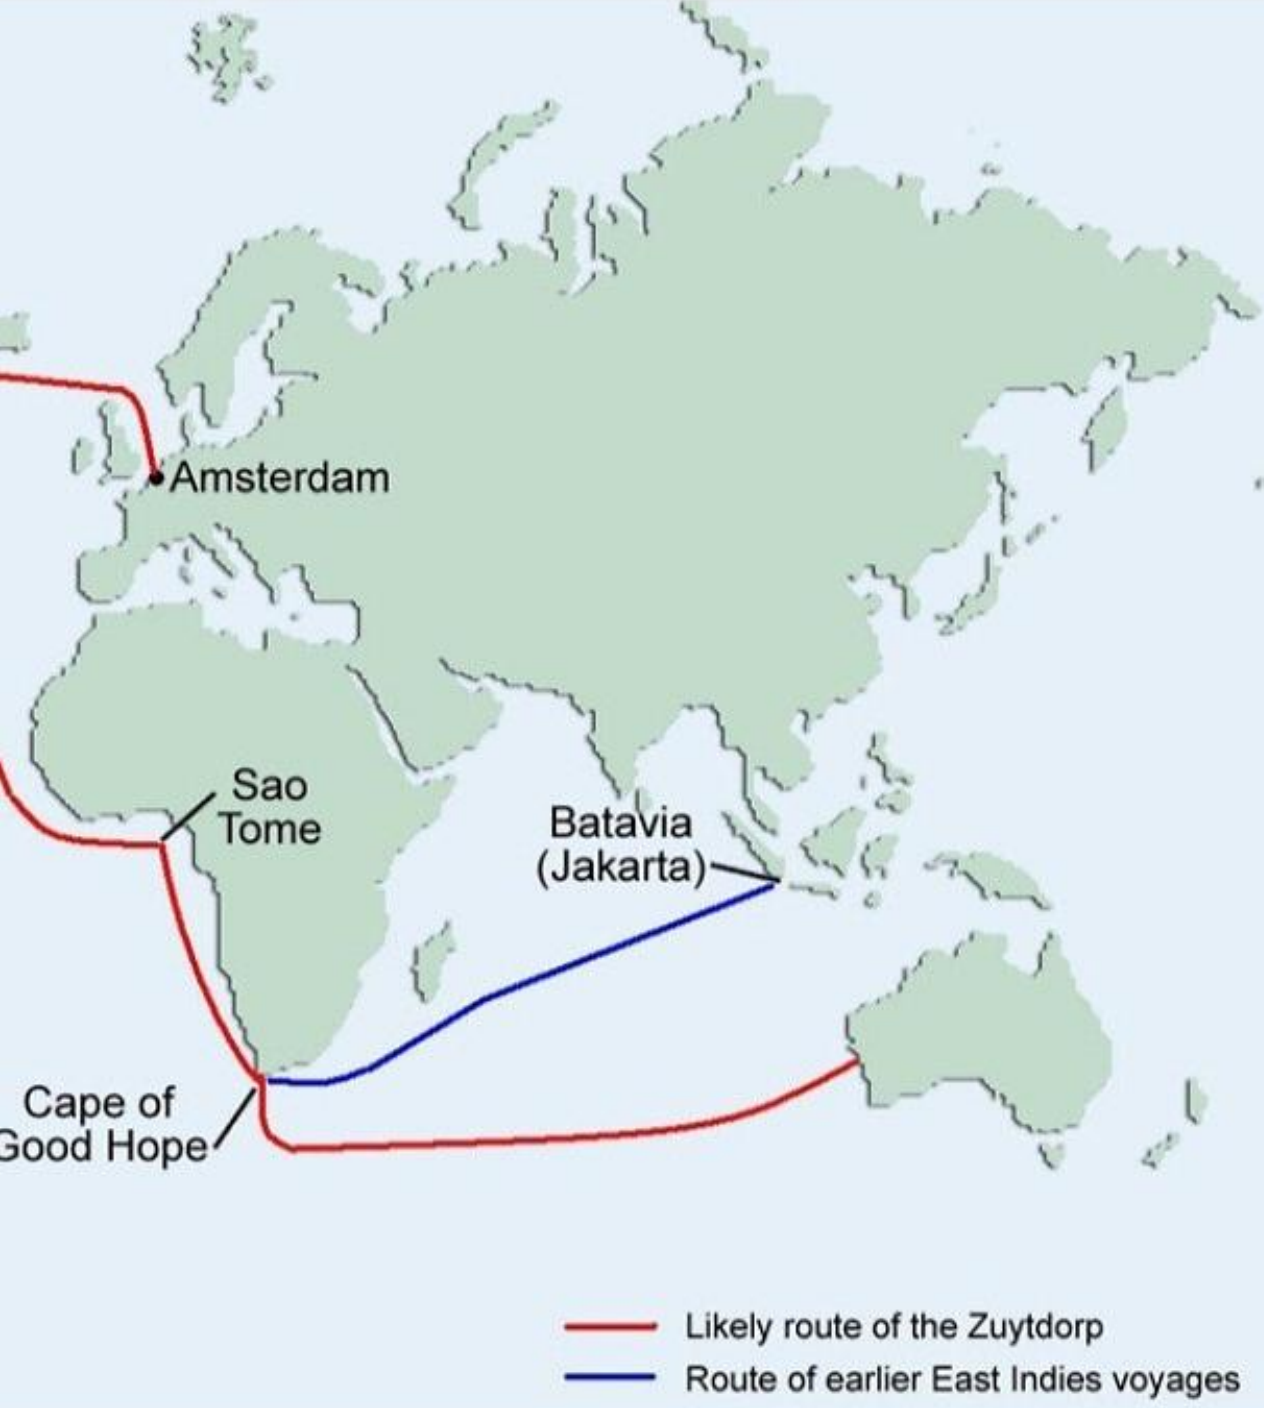 Amsterdam
Sao
Tome
Batavia
(Jakarta)
Cape of
Good Hope
Likely route of the Zuytdorp
Route of earlier East Indies voyages